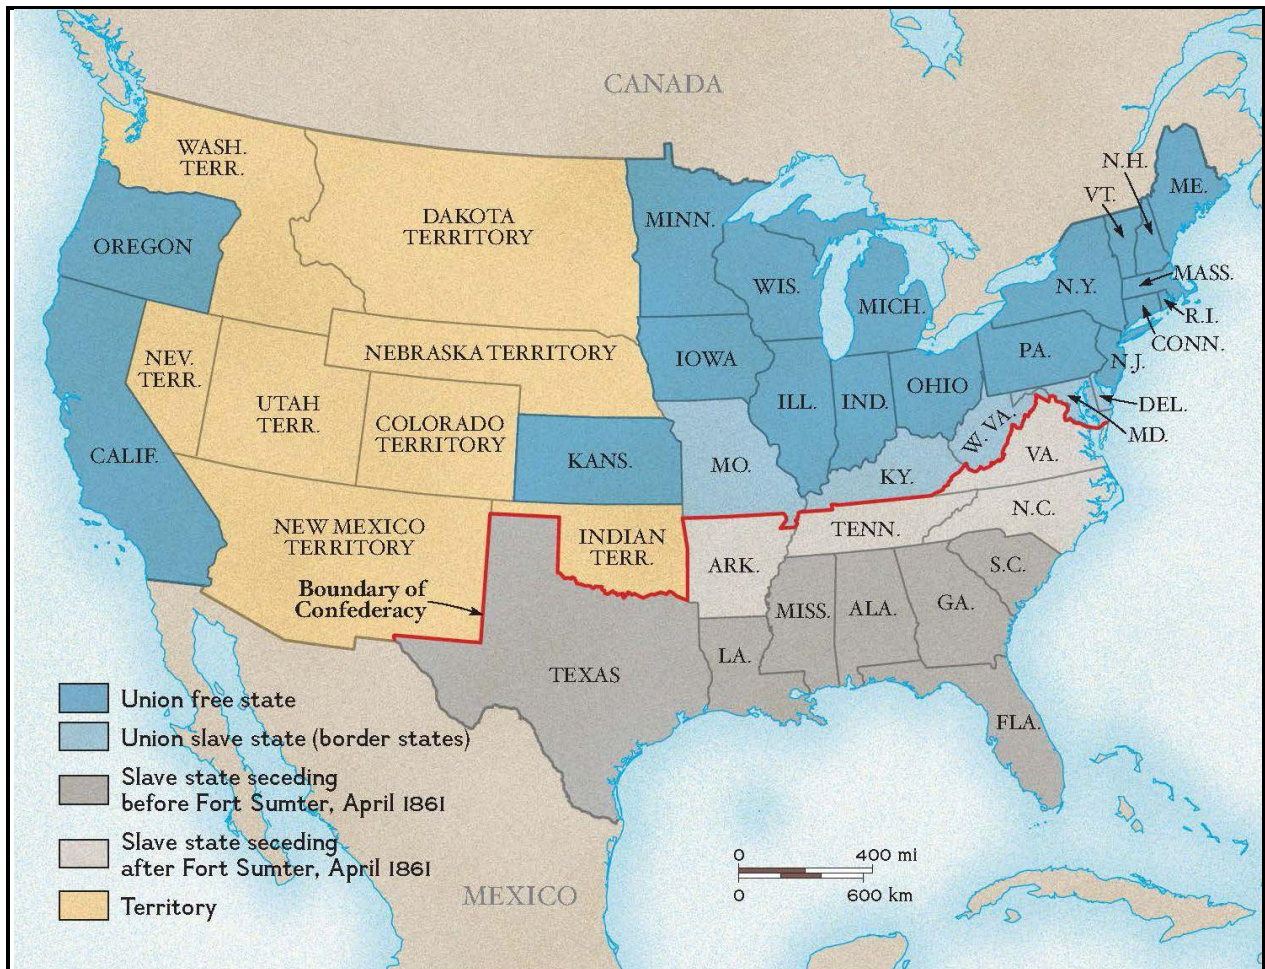 CANADA
WASH.
TERR.
N.H.
VT.
ME.
DAKOTA
TERRITORY
MINN.
OREGON
WIS.
MICH.
N.Y.
MASS.
R.I.
CONN.
NEV.
TERR.
NEBRASKA TERRITORY
IOWA
PA.
N.J.
UTAH
TERR.
COLORADO
TERRITORY
ILL.
IND.
OHIO
DEL.
MD.
CALIF.
KANS.
MO.
W. VA.
VA.
KY.
NEW MEXICO
TERRITORY
INDIAN
TERR.
TENN.
N.C.
ARK.
S.C.
Boundary of
Confederacy
MISS.
ALA.
GA.
TEXAS
LA.
FLA.
MEXICO
Union free state
Union slave state (border states)
Slave state seceding
before Fort Sumter, April 1861
Slave state seceding
after Fort Sumter, April 1861
Territory
0 400 mi
0 600 km